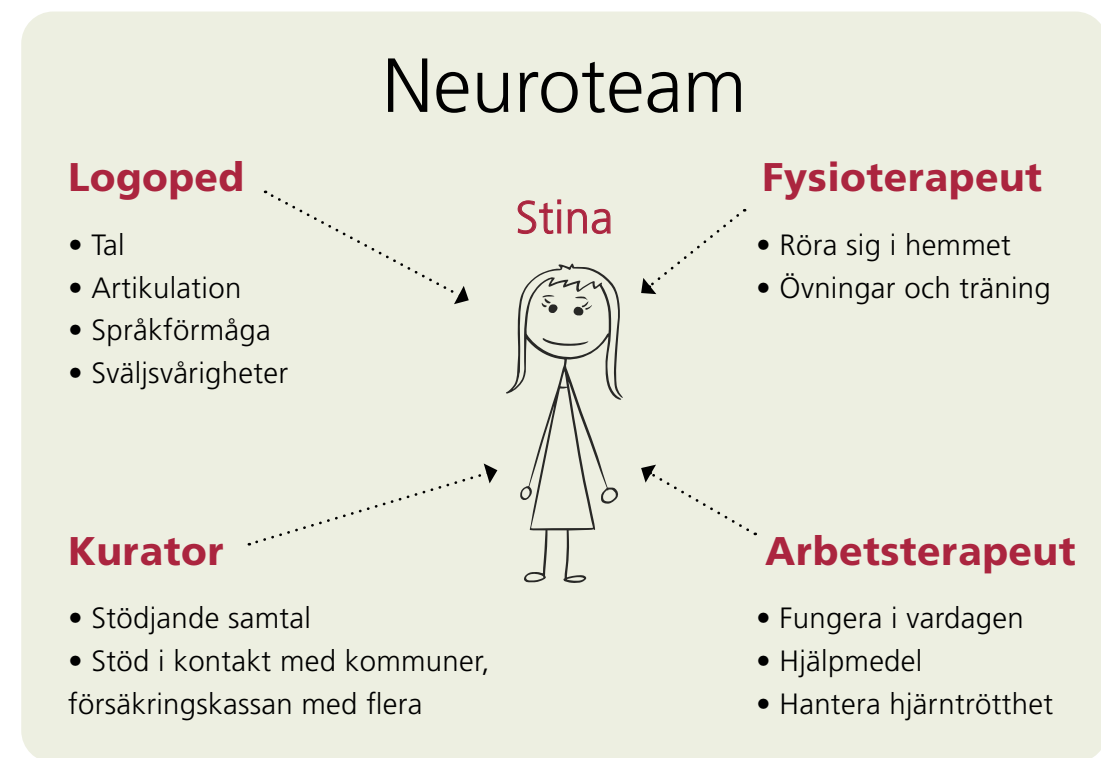 Neuroteam
Logoped
• Tal
• Artikulation
• Språkförmåga
• Sväljsvårigheter
Stina
Fysioterapeut
• Röra sig i hemmet
• Övningar och träning
Kurator
• Stödjande samtal
• Stöd i kontakt med kommuner,
försäkringskassan med flera
Arbetsterapeut
• Fungera i vardagen
• Hjälpmedel
• Hantera hjärntrötthet